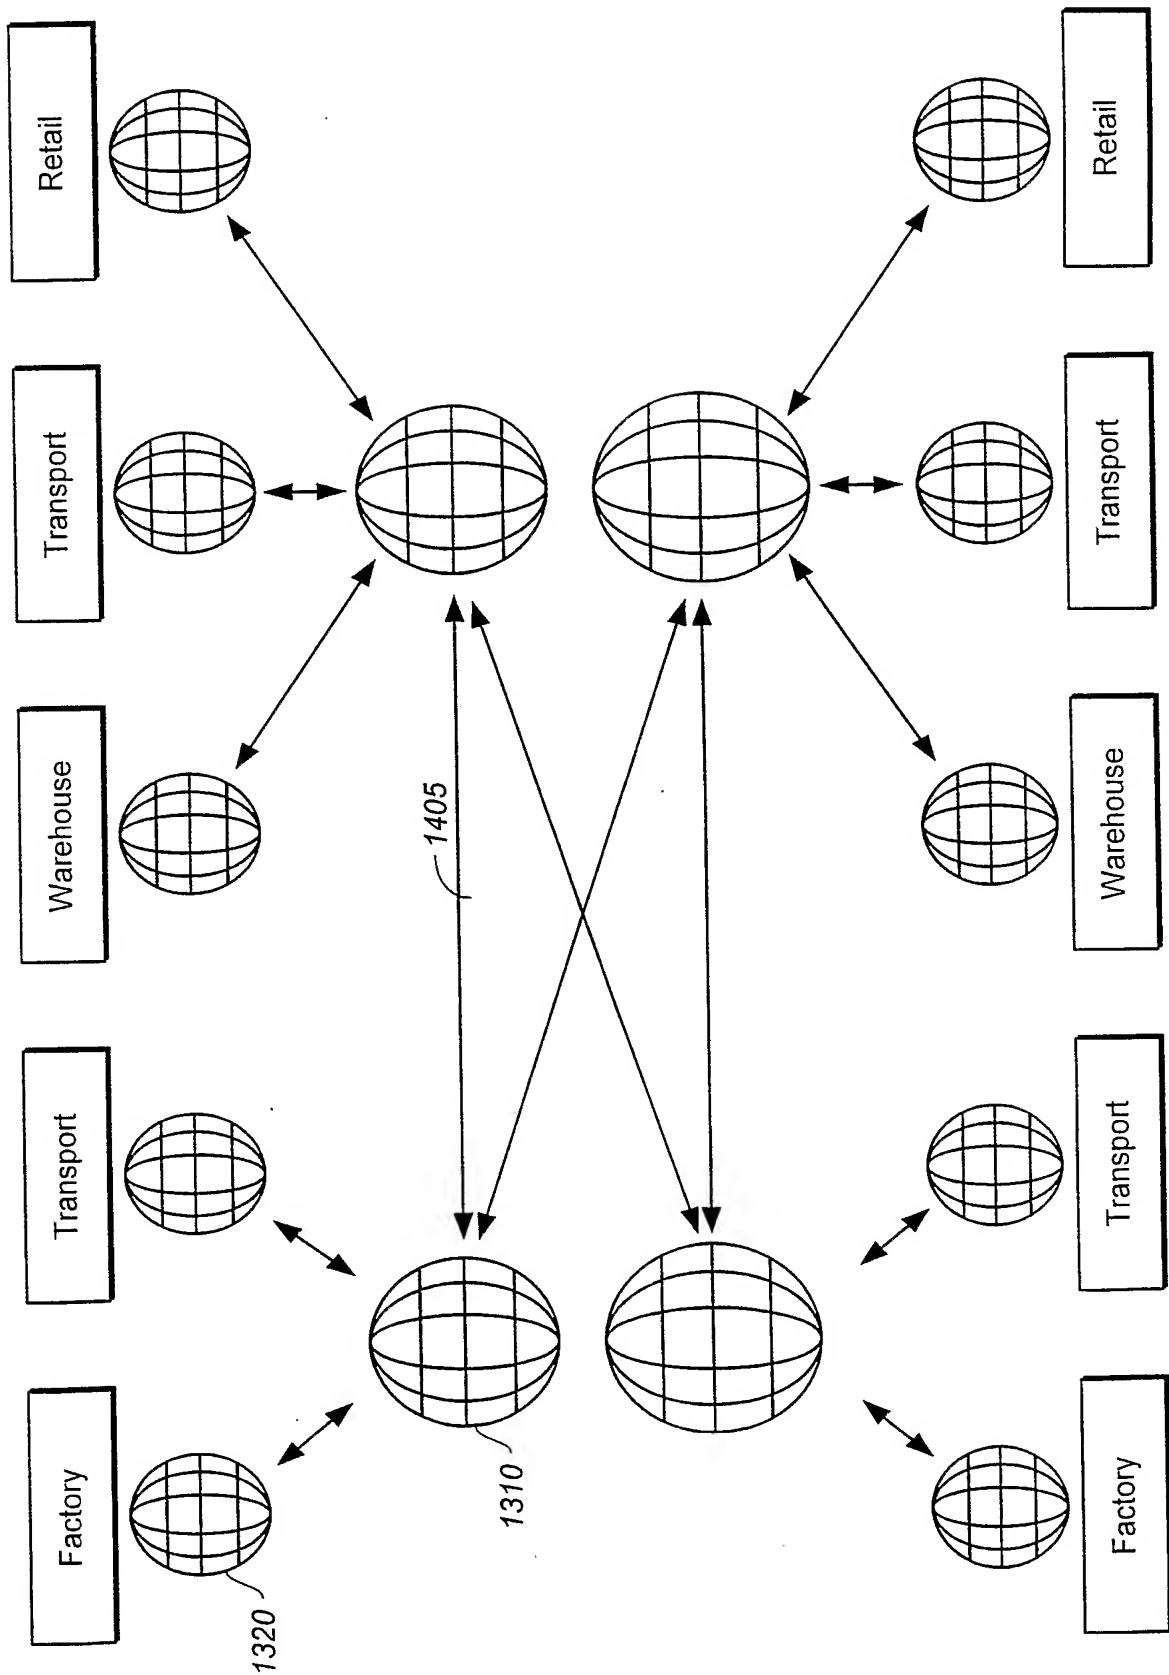 Factory
Transport
Warehouse
Transport
Retail
1320
1310
1405
Factory
Transport
Warehouse
Transport
Retail